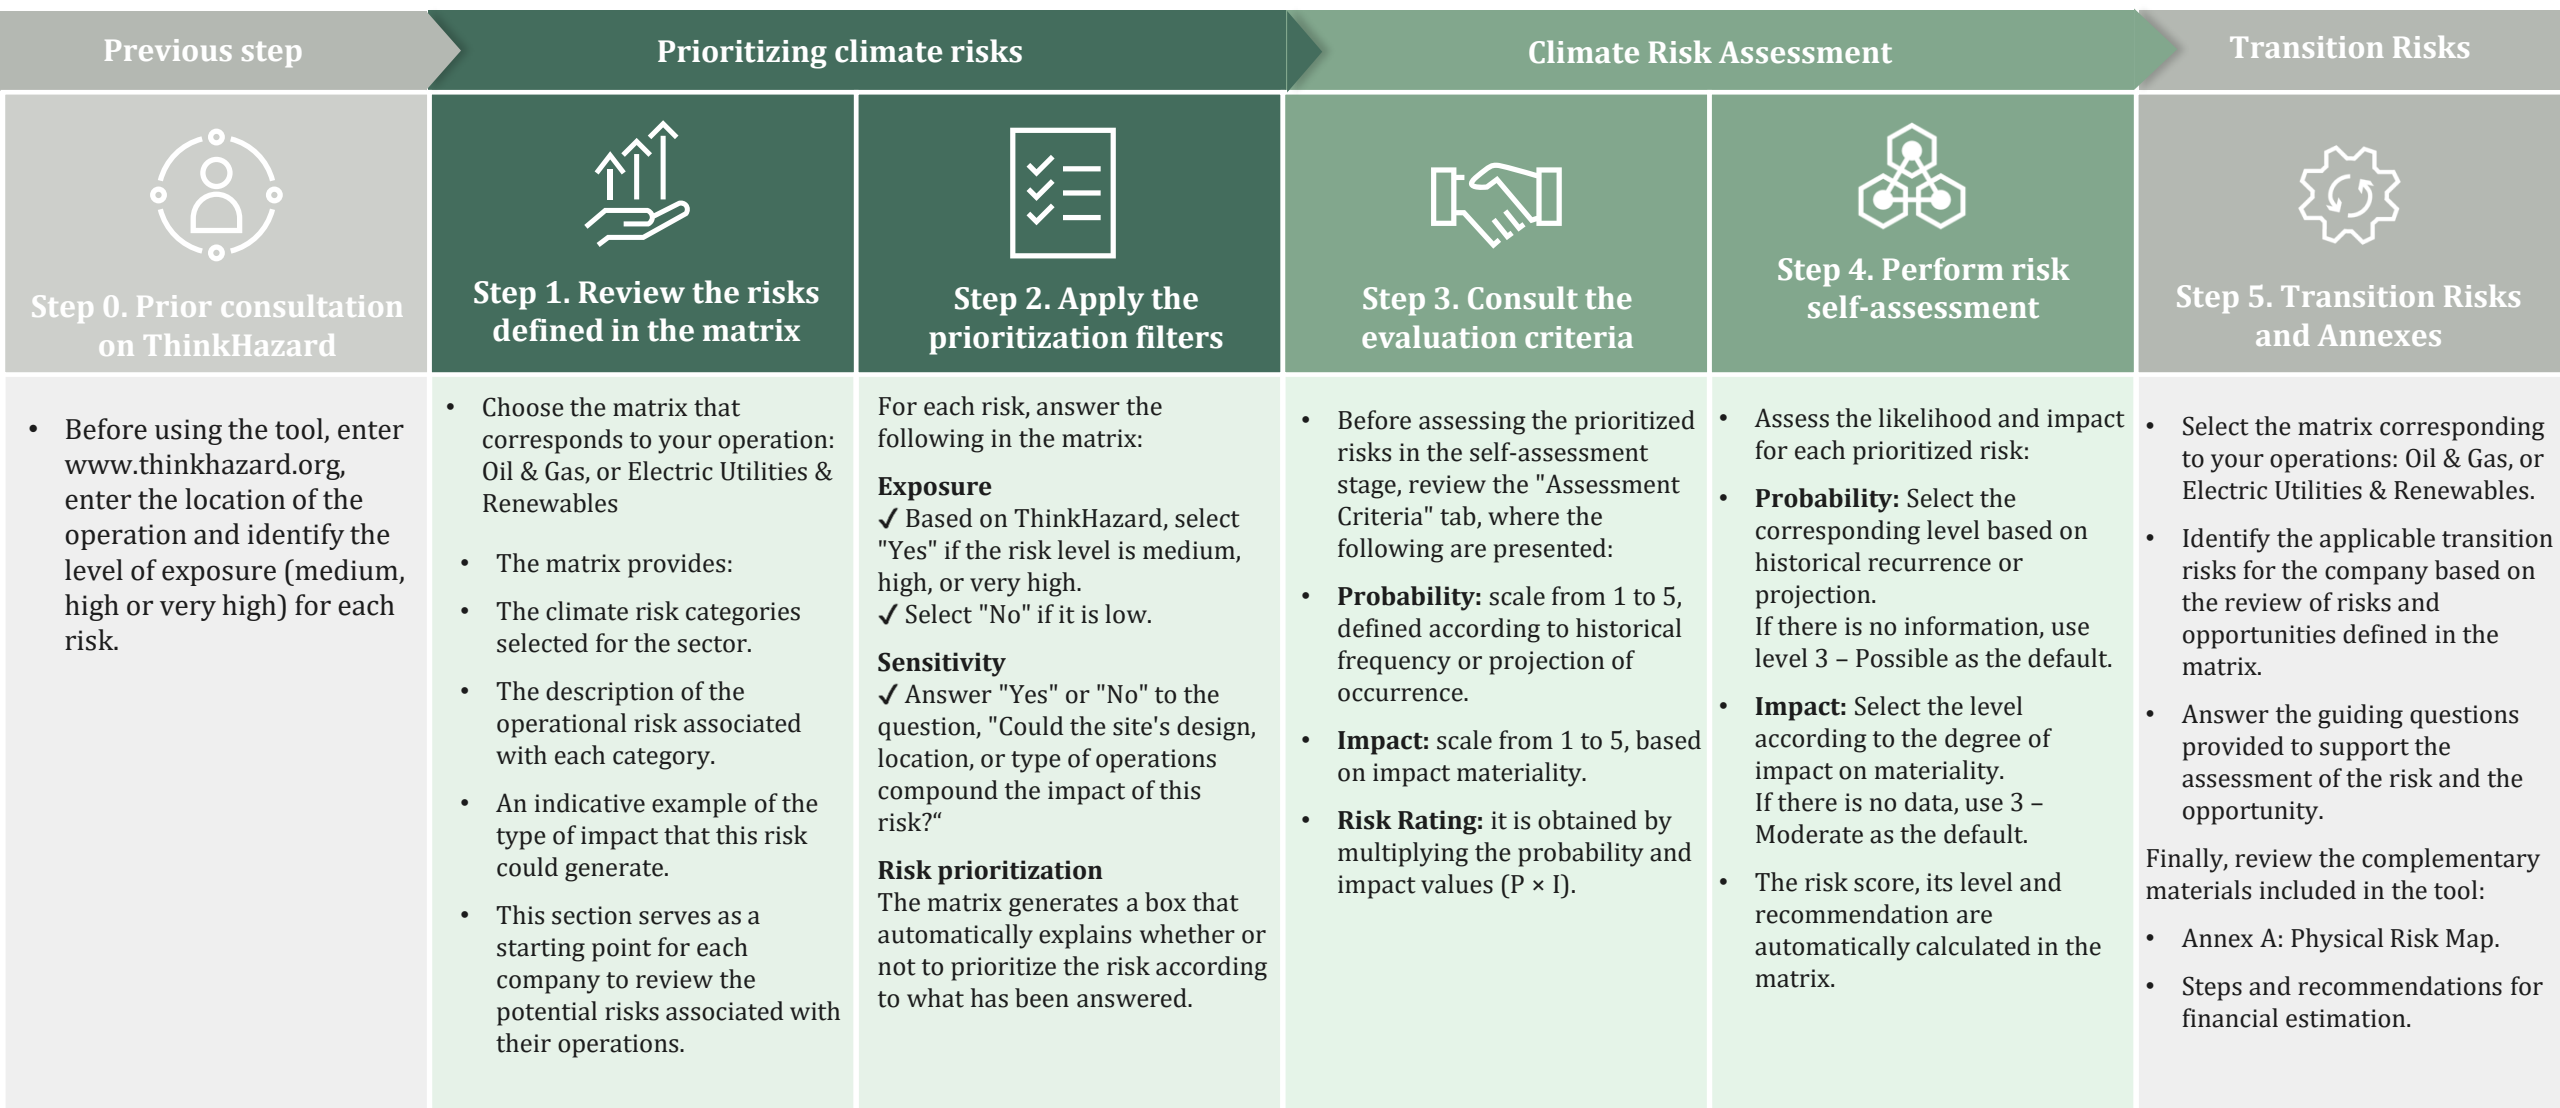 Previous step
Prioritizing climate risks
Climate Risk Assessment
Transition Risks
Step 0. Prior consultation
on ThinkHazard
• Before using the tool, enter
www.thinkhazard.org,
enter the location of the
operation and identify the
level of exposure (medium,
high or very high) for each
risk.
Step 1. Review the risks
defined in the matrix
• Choose the matrix that
corresponds to your operation:
Oil & Gas, or Electric Utilities &
Renewables
• The matrix provides:
• The climate risk categories
selected for the sector.
• The description of the
operational risk associated
with each category.
• An indicative example of the
type of impact that this risk
could generate.
• This section serves as a
starting point for each
company to review the
potential risks associated with
their operations.
Step 2. Apply the
prioritization filters
For each risk, answer the
following in the matrix:
Exposure
✓ Based on ThinkHazard, select
"Yes" if the risk level is medium,
high, or very high.
✓ Select "No" if it is low.
Sensitivity
✓ Answer "Yes" or "No" to the
question, "Could the site's design,
location, or type of operations
compound the impact of this
risk?“
Risk prioritization
The matrix generates a box that
automatically explains whether or
not to prioritize the risk according
to what has been answered.
Step 3. Consult the
evaluation criteria
• Before assessing the prioritized
risks in the self-assessment
stage, review the "Assessment
Criteria" tab, where the
following are presented:
• Probability: scale from 1 to 5,
defined according to historical
frequency or projection of
occurrence.
• Impact: scale from 1 to 5, based
on impact materiality.
• Risk Rating: it is obtained by
multiplying the probability and
impact values (P × I).
Step 4. Perform risk
self-assessment
• Assess the likelihood and impact
for each prioritized risk:
• Probability: Select the
corresponding level based on
historical recurrence or
projection.
If there is no information, use
level 3 – Possible as the default.
• Impact: Select the level
according to the degree of
impact on materiality.
If there is no data, use 3 –
Moderate as the default.
• The risk score, its level and
recommendation are
automatically calculated in the
matrix.
Step 5. Transition Risks
and Annexes
• Select the matrix corresponding
to your operations: Oil & Gas, or
Electric Utilities & Renewables.
• Identify the applicable transition
risks for the company based on
the review of risks and
opportunities defined in the
matrix.
• Answer the guiding questions
provided to support the
assessment of the risk and the
opportunity.
Finally, review the complementary
materials included in the tool:
• Annex A: Physical Risk Map.
• Steps and recommendations for
financial estimation.